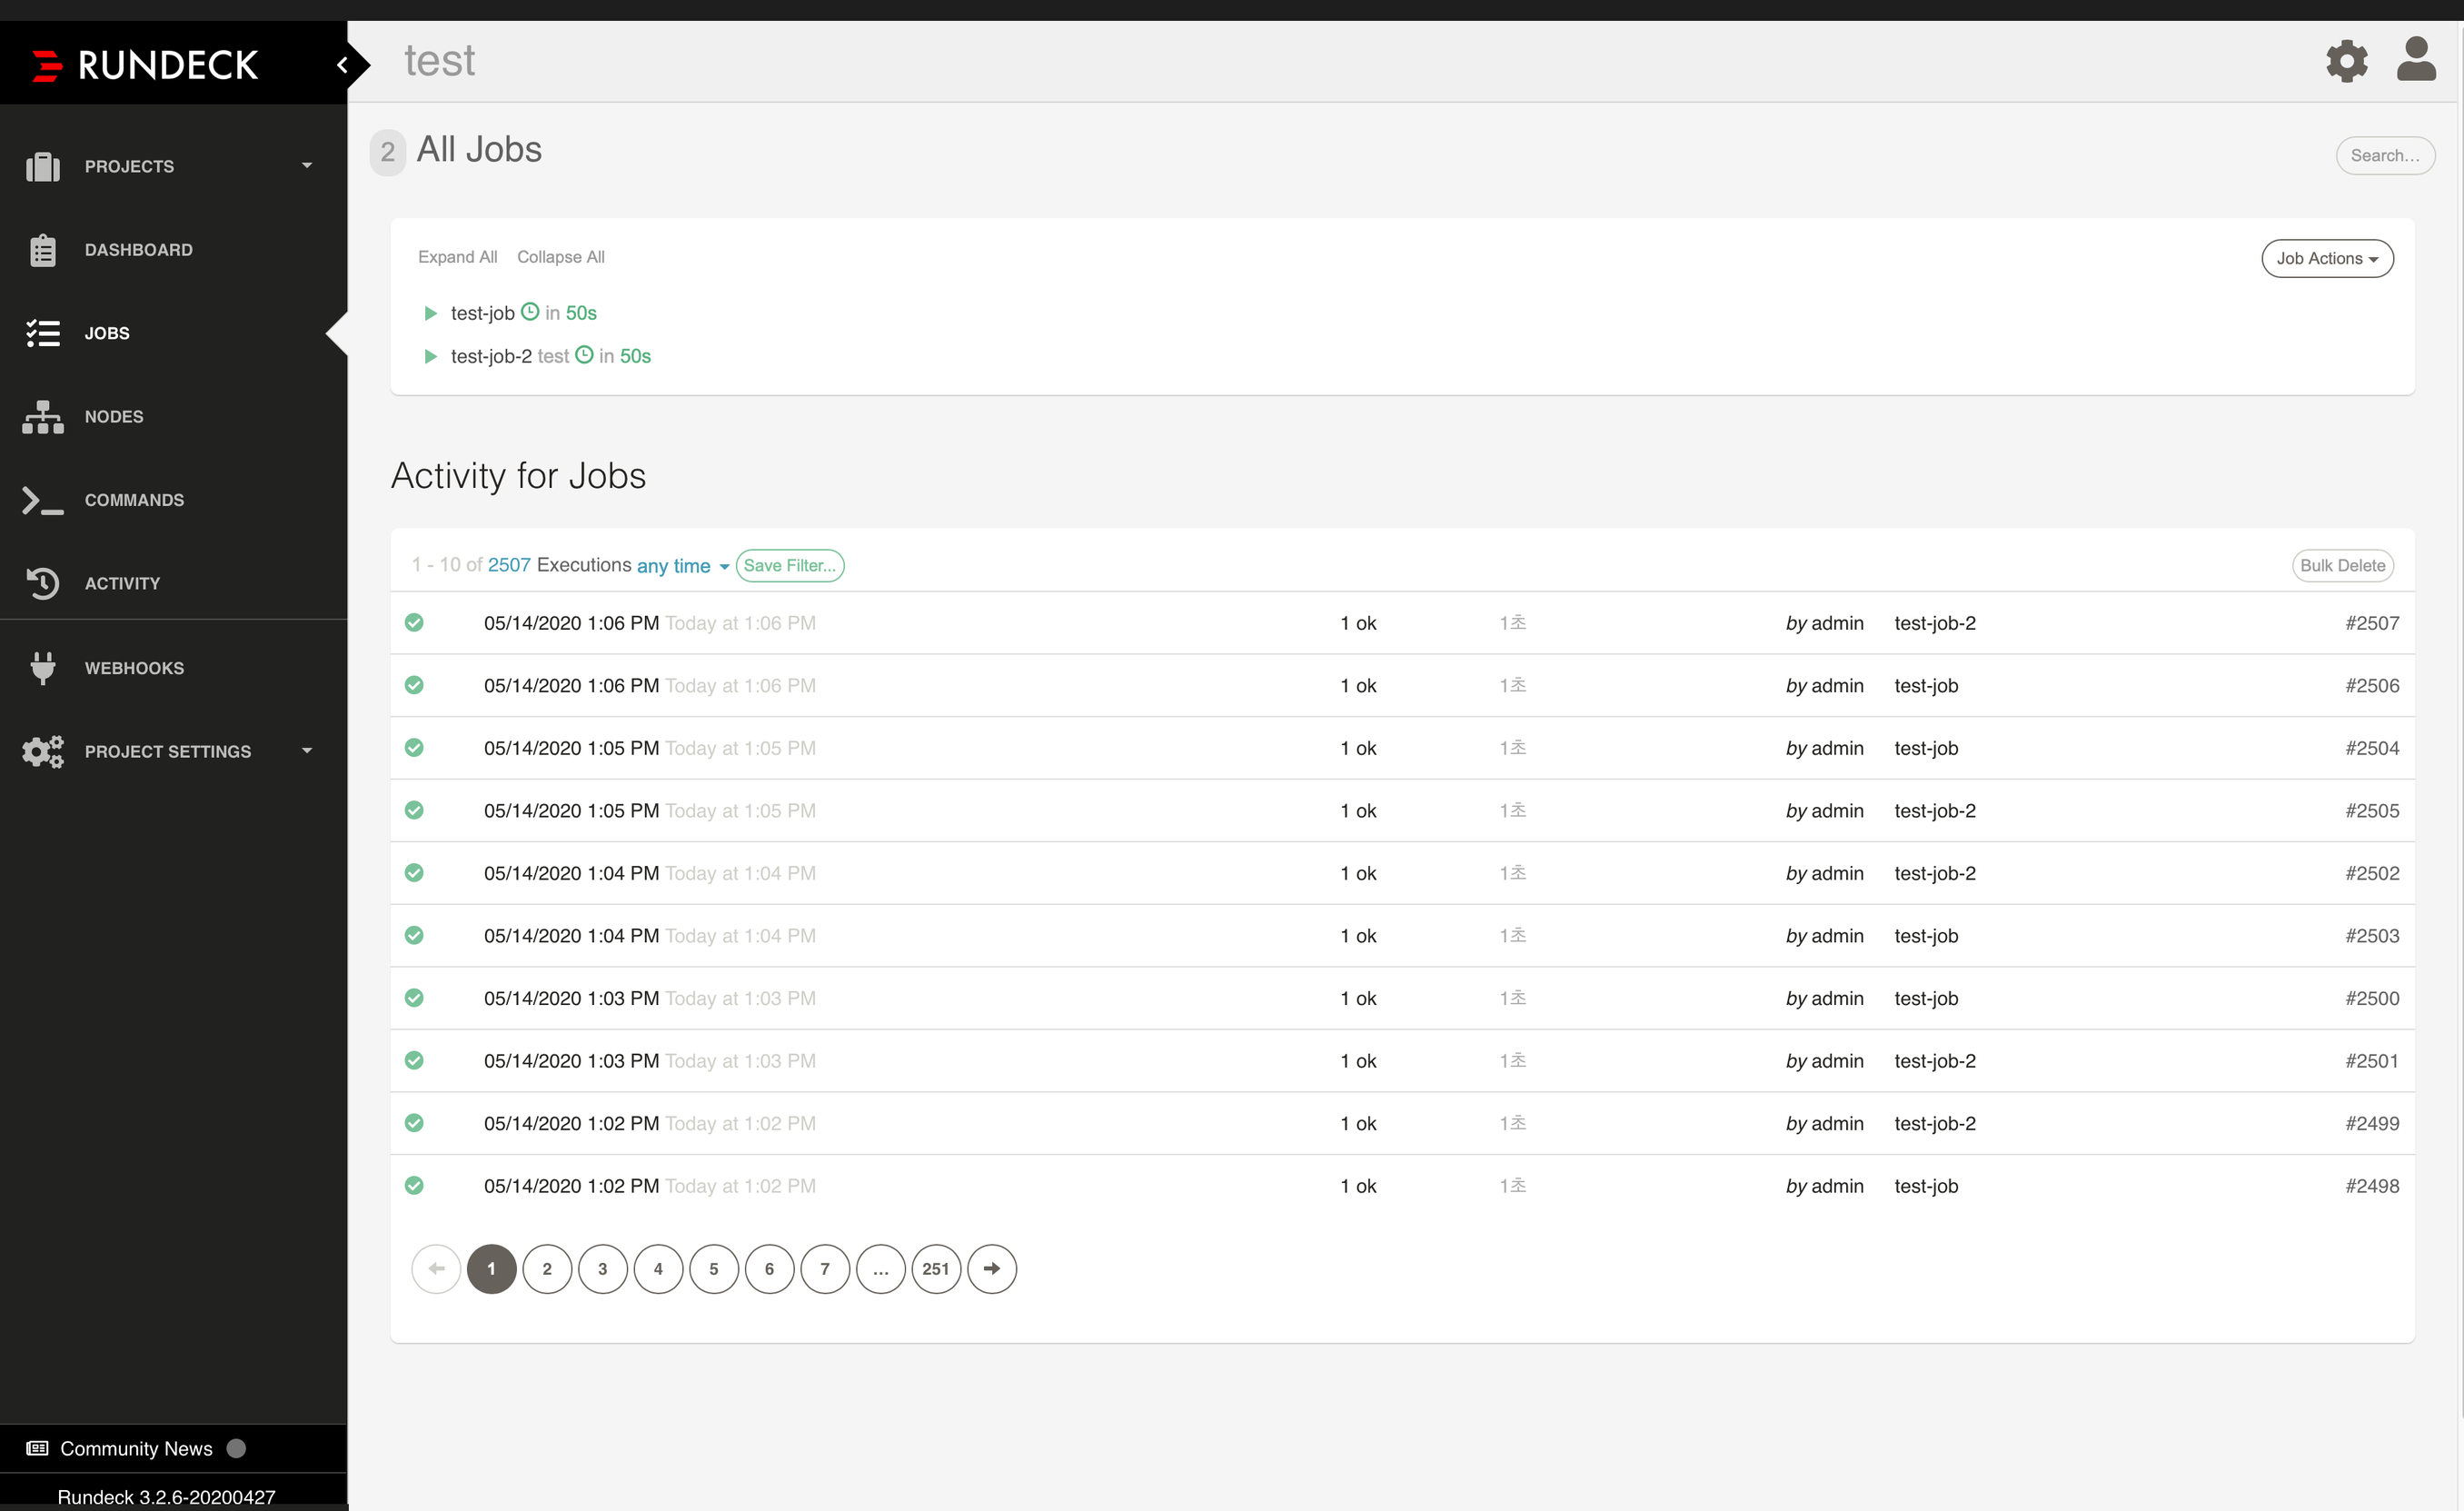 RUNDECK
test
PROJECTS
DASHBOARD
JOBS
NODES
COMMANDS
ACTIVITY
WEBHOOKS
PROJECT SETTINGS
Community News
Rundeck 3.2.6-20200427
2 All Jobs
Search...
Expand All Collapse All
Job Actions
test-job in 50s
test-job-2 test in 50s
Activity for Jobs
1 - 10 of 2507 Executions any time Save Filter... Bulk Delete
05/14/2020 1:06 PM Today at 1:06 PM 1 ok 1초 by admin test-job-2 #2507
05/14/2020 1:06 PM Today at 1:06 PM 1 ok 1초 by admin test-job #2506
05/14/2020 1:05 PM Today at 1:05 PM 1 ok 1초 by admin test-job #2504
05/14/2020 1:05 PM Today at 1:05 PM 1 ok 1초 by admin test-job-2 #2505
05/14/2020 1:04 PM Today at 1:04 PM 1 ok 1초 by admin test-job-2 #2502
05/14/2020 1:04 PM Today at 1:04 PM 1 ok 1초 by admin test-job #2503
05/14/2020 1:03 PM Today at 1:03 PM 1 ok 1초 by admin test-job #2500
05/14/2020 1:03 PM Today at 1:03 PM 1 ok 1초 by admin test-job-2 #2501
05/14/2020 1:02 PM Today at 1:02 PM 1 ok 1초 by admin test-job-2 #2499
05/14/2020 1:02 PM Today at 1:02 PM 1 ok 1초 by admin test-job #2498
1 2 3 4 5 6 7 ... 251